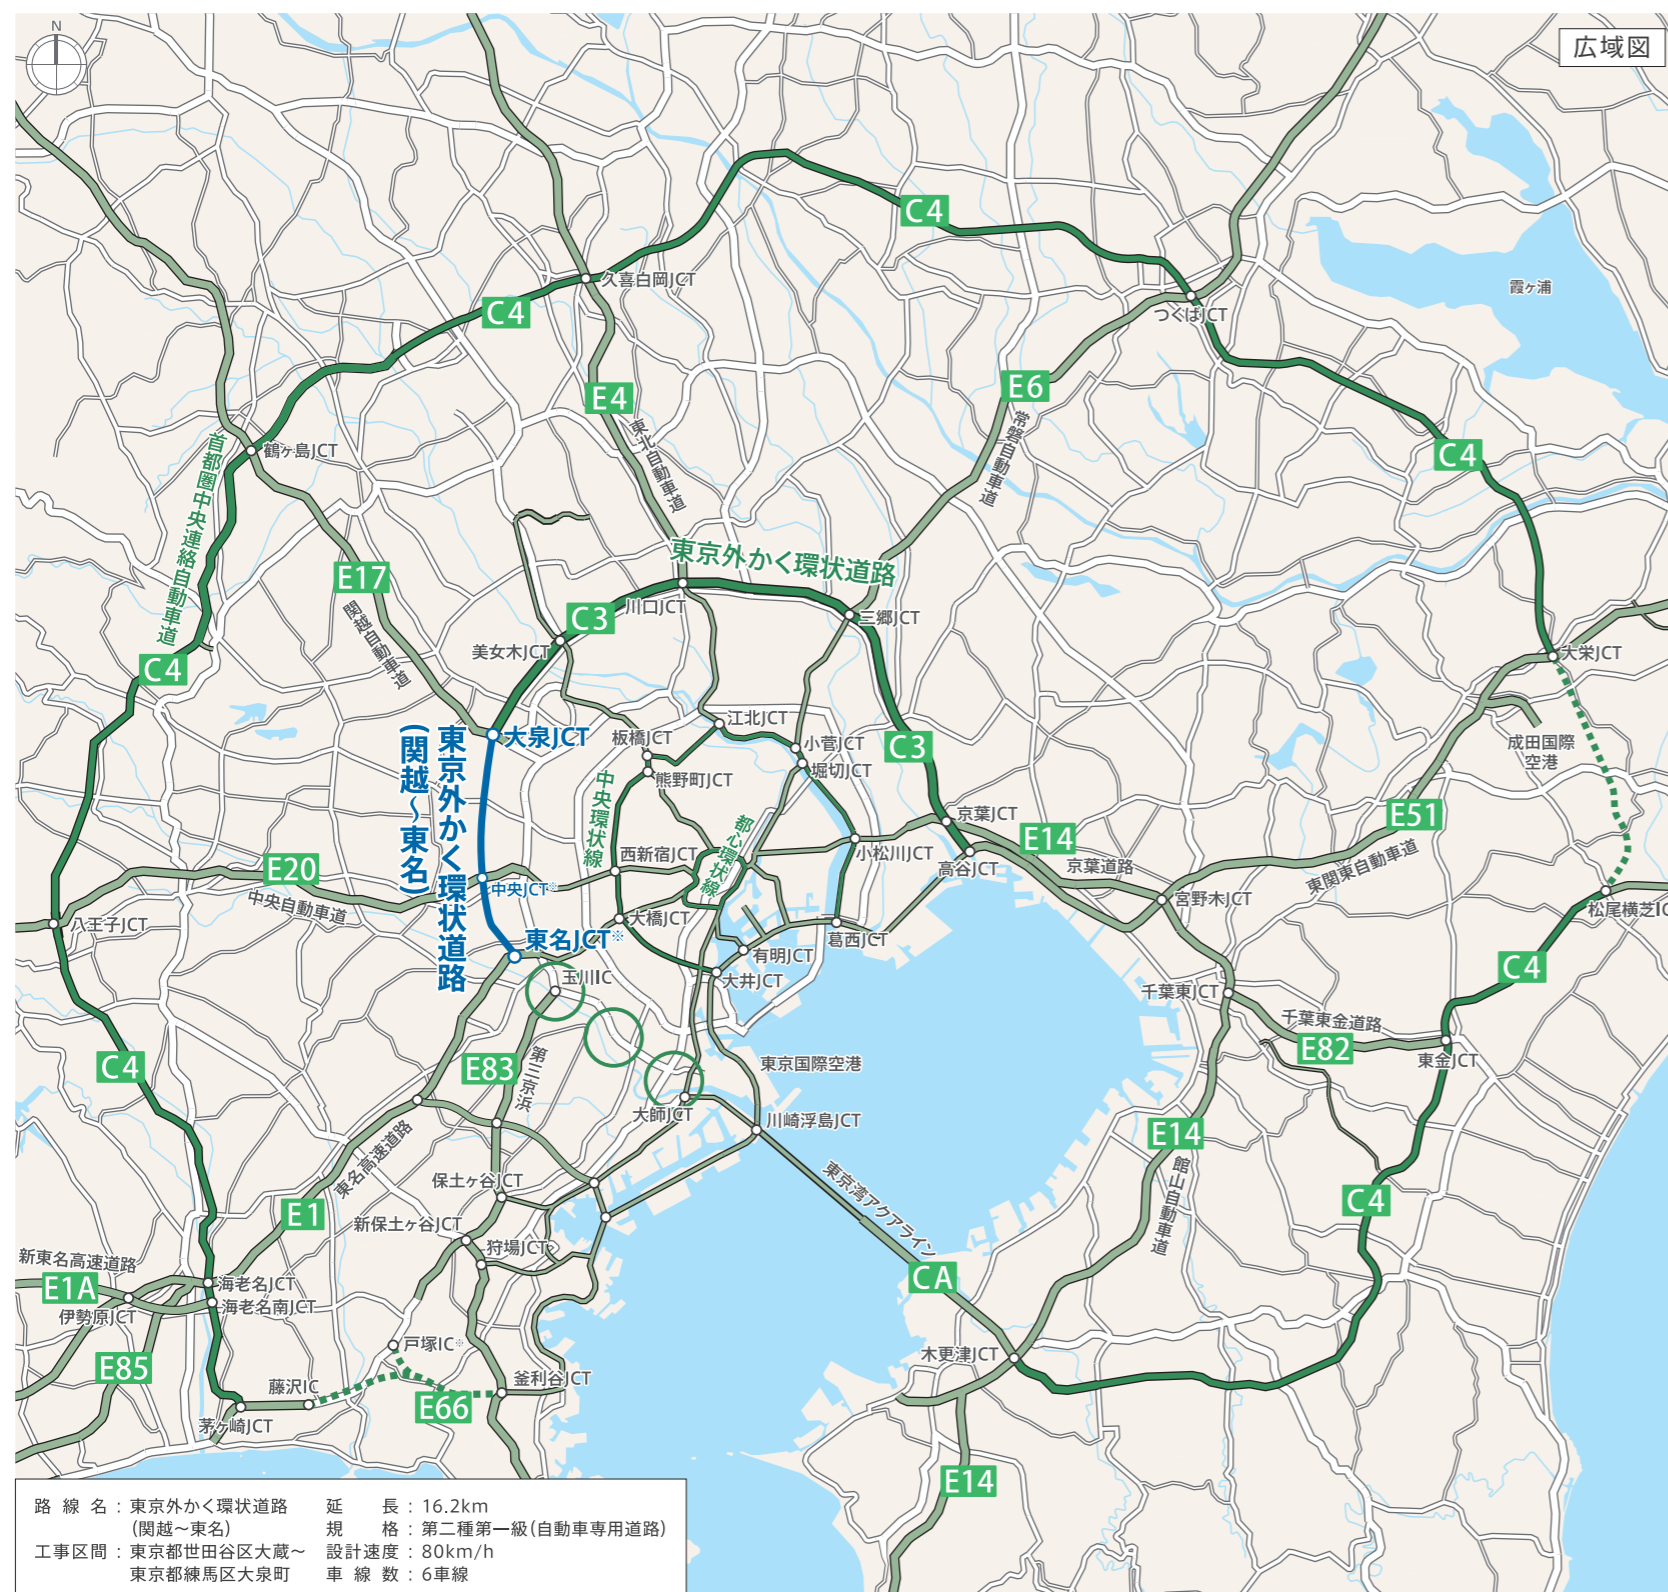 N
広域図
C4
C4
久喜白岡JCT
つくばJCT
霞ヶ浦
E4
東北自動車道
E6
常磐自動車道
首都圏中央連絡自動車道
鶴ヶ島JCT
C4
E17
関越自動車道
東京外かく環状道路
C3
川口JCT
三郷JCT
美女木JCT
C4
大栄JCT
大泉JCT
東京外かく環状道路
(関越～東名)
板橋JCT
江北JCT
小菅JCT
堀切JCT
熊野町JCT
C3
成田国際
空港
中央環状線
都心環状線
京葉JCT
E14
京葉道路
E51
東関東自動車道
西新宿JCT
小松川JCT
高谷JCT
E20
中央自動車道
中央JCT※
八王子JCT
大橋JCT
宮野木JCT
松尾横芝IC
東名JCT※
葛西JCT
有明JCT
大井JCT
玉川IC
C4
千葉東JCT
千葉東金道路
E82
東金JCT
C4
E83
第三京浜
東京国際空港
大師JCT
川崎浮島JCT
東名高速道路
E14
館山自動車道
保土ヶ谷JCT
東京湾アクアライン
C4
E1
新保土ヶ谷JCT
狩場JCT
新東名高速道路
E1A
海老名JCT
海老名南JCT
CA
伊勢原JCT
戸塚IC※
木更津JCT
E85
藤沢IC
釜利谷JCT
E66
茅ヶ崎JCT
E14
路線名：東京外かく環状道路 延長：16.2km
(関越～東名) 規格：第二種第一級(自動車専用道路)
工事区間：東京都世田谷区大蔵～ 設計速度：80km/h
東京都練馬区大泉町 車線数：6車線